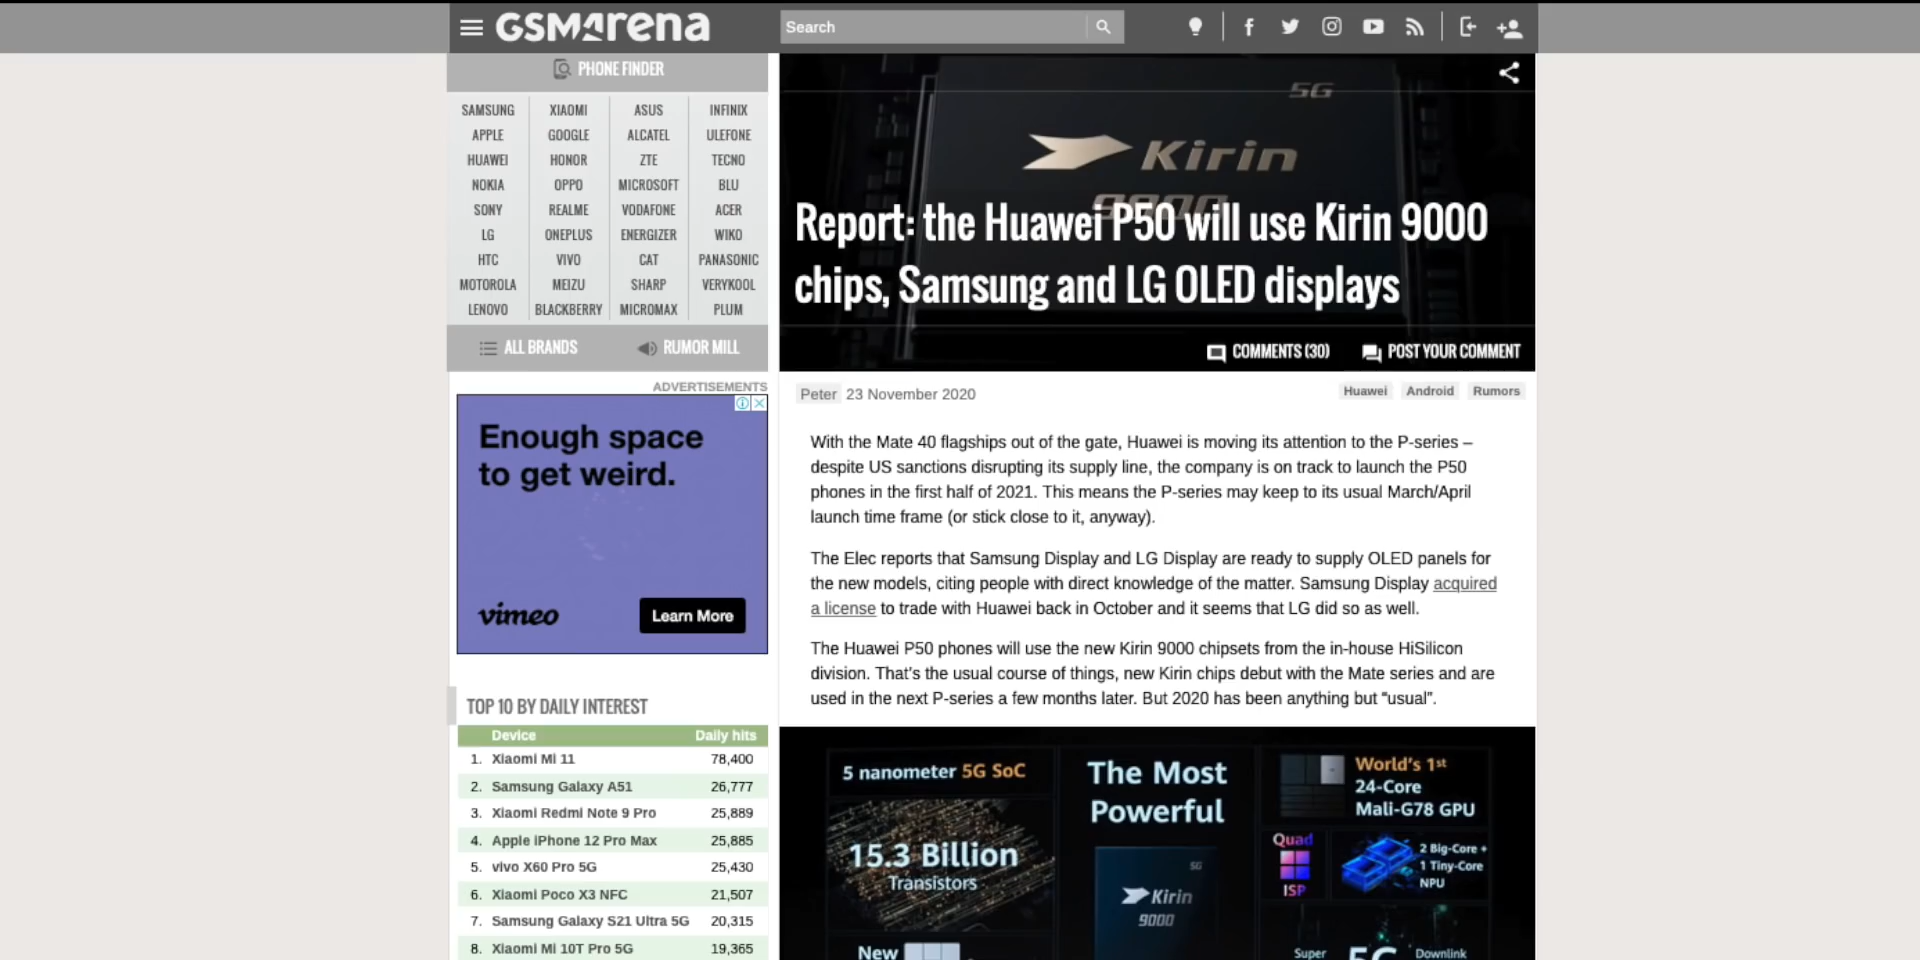 GSMArena
Search
PHONE FINDER
SAMSUNG XIAOMI ASUS INFINIX
APPLE GOOGLE ALCATEL ULEFONE
HUAWEI HONOR ZTE TECNO
NOKIA OPPO MICROSOFT BLU
SONY REALME VODAFONE ACER
LG ONEPLUS ENERGIZER WIKO
HTC VIVO CAT PANASONIC
MOTOROLA MEIZU SHARP VERYKOOL
LENOVO BLACKBERRY MICROMAX PLUM
ALL BRANDS RUMOR MILL
ADVERTISEMENTS
Enough space
to get weird.
vimeo
Learn More
TOP 10 BY DAILY INTEREST
Device Daily hits
1. Xiaomi Mi 11 78,400
2. Samsung Galaxy A51 26,777
3. Xiaomi Redmi Note 9 Pro 25,889
4. Apple iPhone 12 Pro Max 25,885
5. vivo X60 Pro 5G 25,430
6. Xiaomi Poco X3 NFC 21,507
7. Samsung Galaxy S21 Ultra 5G 20,315
8. Xiaomi Mi 10T Pro 5G 19,365
5G
Kirin
9000
Report: the Huawei P50 will use Kirin 9000
chips, Samsung and LG OLED displays
COMMENTS (30) POST YOUR COMMENT
Peter 23 November 2020
Huawei Android Rumors
With the Mate 40 flagships out of the gate, Huawei is moving its attention to the P-series –
despite US sanctions disrupting its supply line, the company is on track to launch the P50
phones in the first half of 2021. This means the P-series may keep to its usual March/April
launch time frame (or stick close to it, anyway).
The Elec reports that Samsung Display and LG Display are ready to supply OLED panels for
the new models, citing people with direct knowledge of the matter. Samsung Display acquired
a license to trade with Huawei back in October and it seems that LG did so as well.
The Huawei P50 phones will use the new Kirin 9000 chipsets from the in-house HiSilicon
division. That's the usual course of things, new Kirin chips debut with the Mate series and are
used in the next P-series a few months later. But 2020 has been anything but "usual".
5 nanometer 5G SoC
15.3 Billion
Transistors
New
The Most
Powerful
5G
Kirin
9000
World's 1st
24-Core
Mali-G78 GPU
Quad
ISP
2 Big-Core +
1 Tiny-Core
NPU
Super 5G Downlink